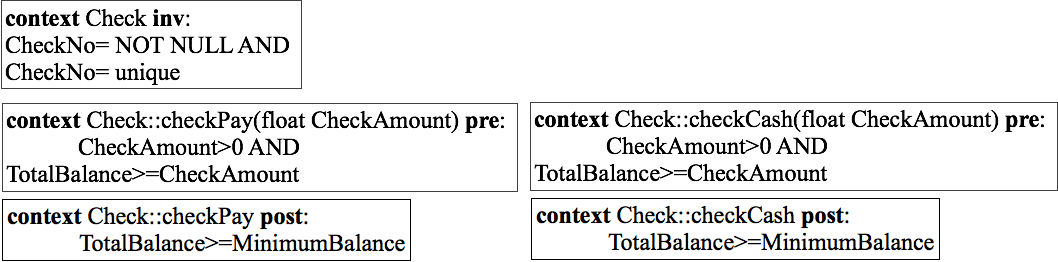 context Check inv:
CheckNo= NOT NULL AND
CheckNo= unique
context Check::checkPay(float CheckAmount) pre:
CheckAmount>0 AND
TotalBalance>=CheckAmount
context Check::checkCash(float CheckAmount) pre:
CheckAmount>0 AND
TotalBalance>=CheckAmount
context Check::checkPay post:
TotalBalance>=MinimumBalance
context Check::checkCash post:
TotalBalance>=MinimumBalance